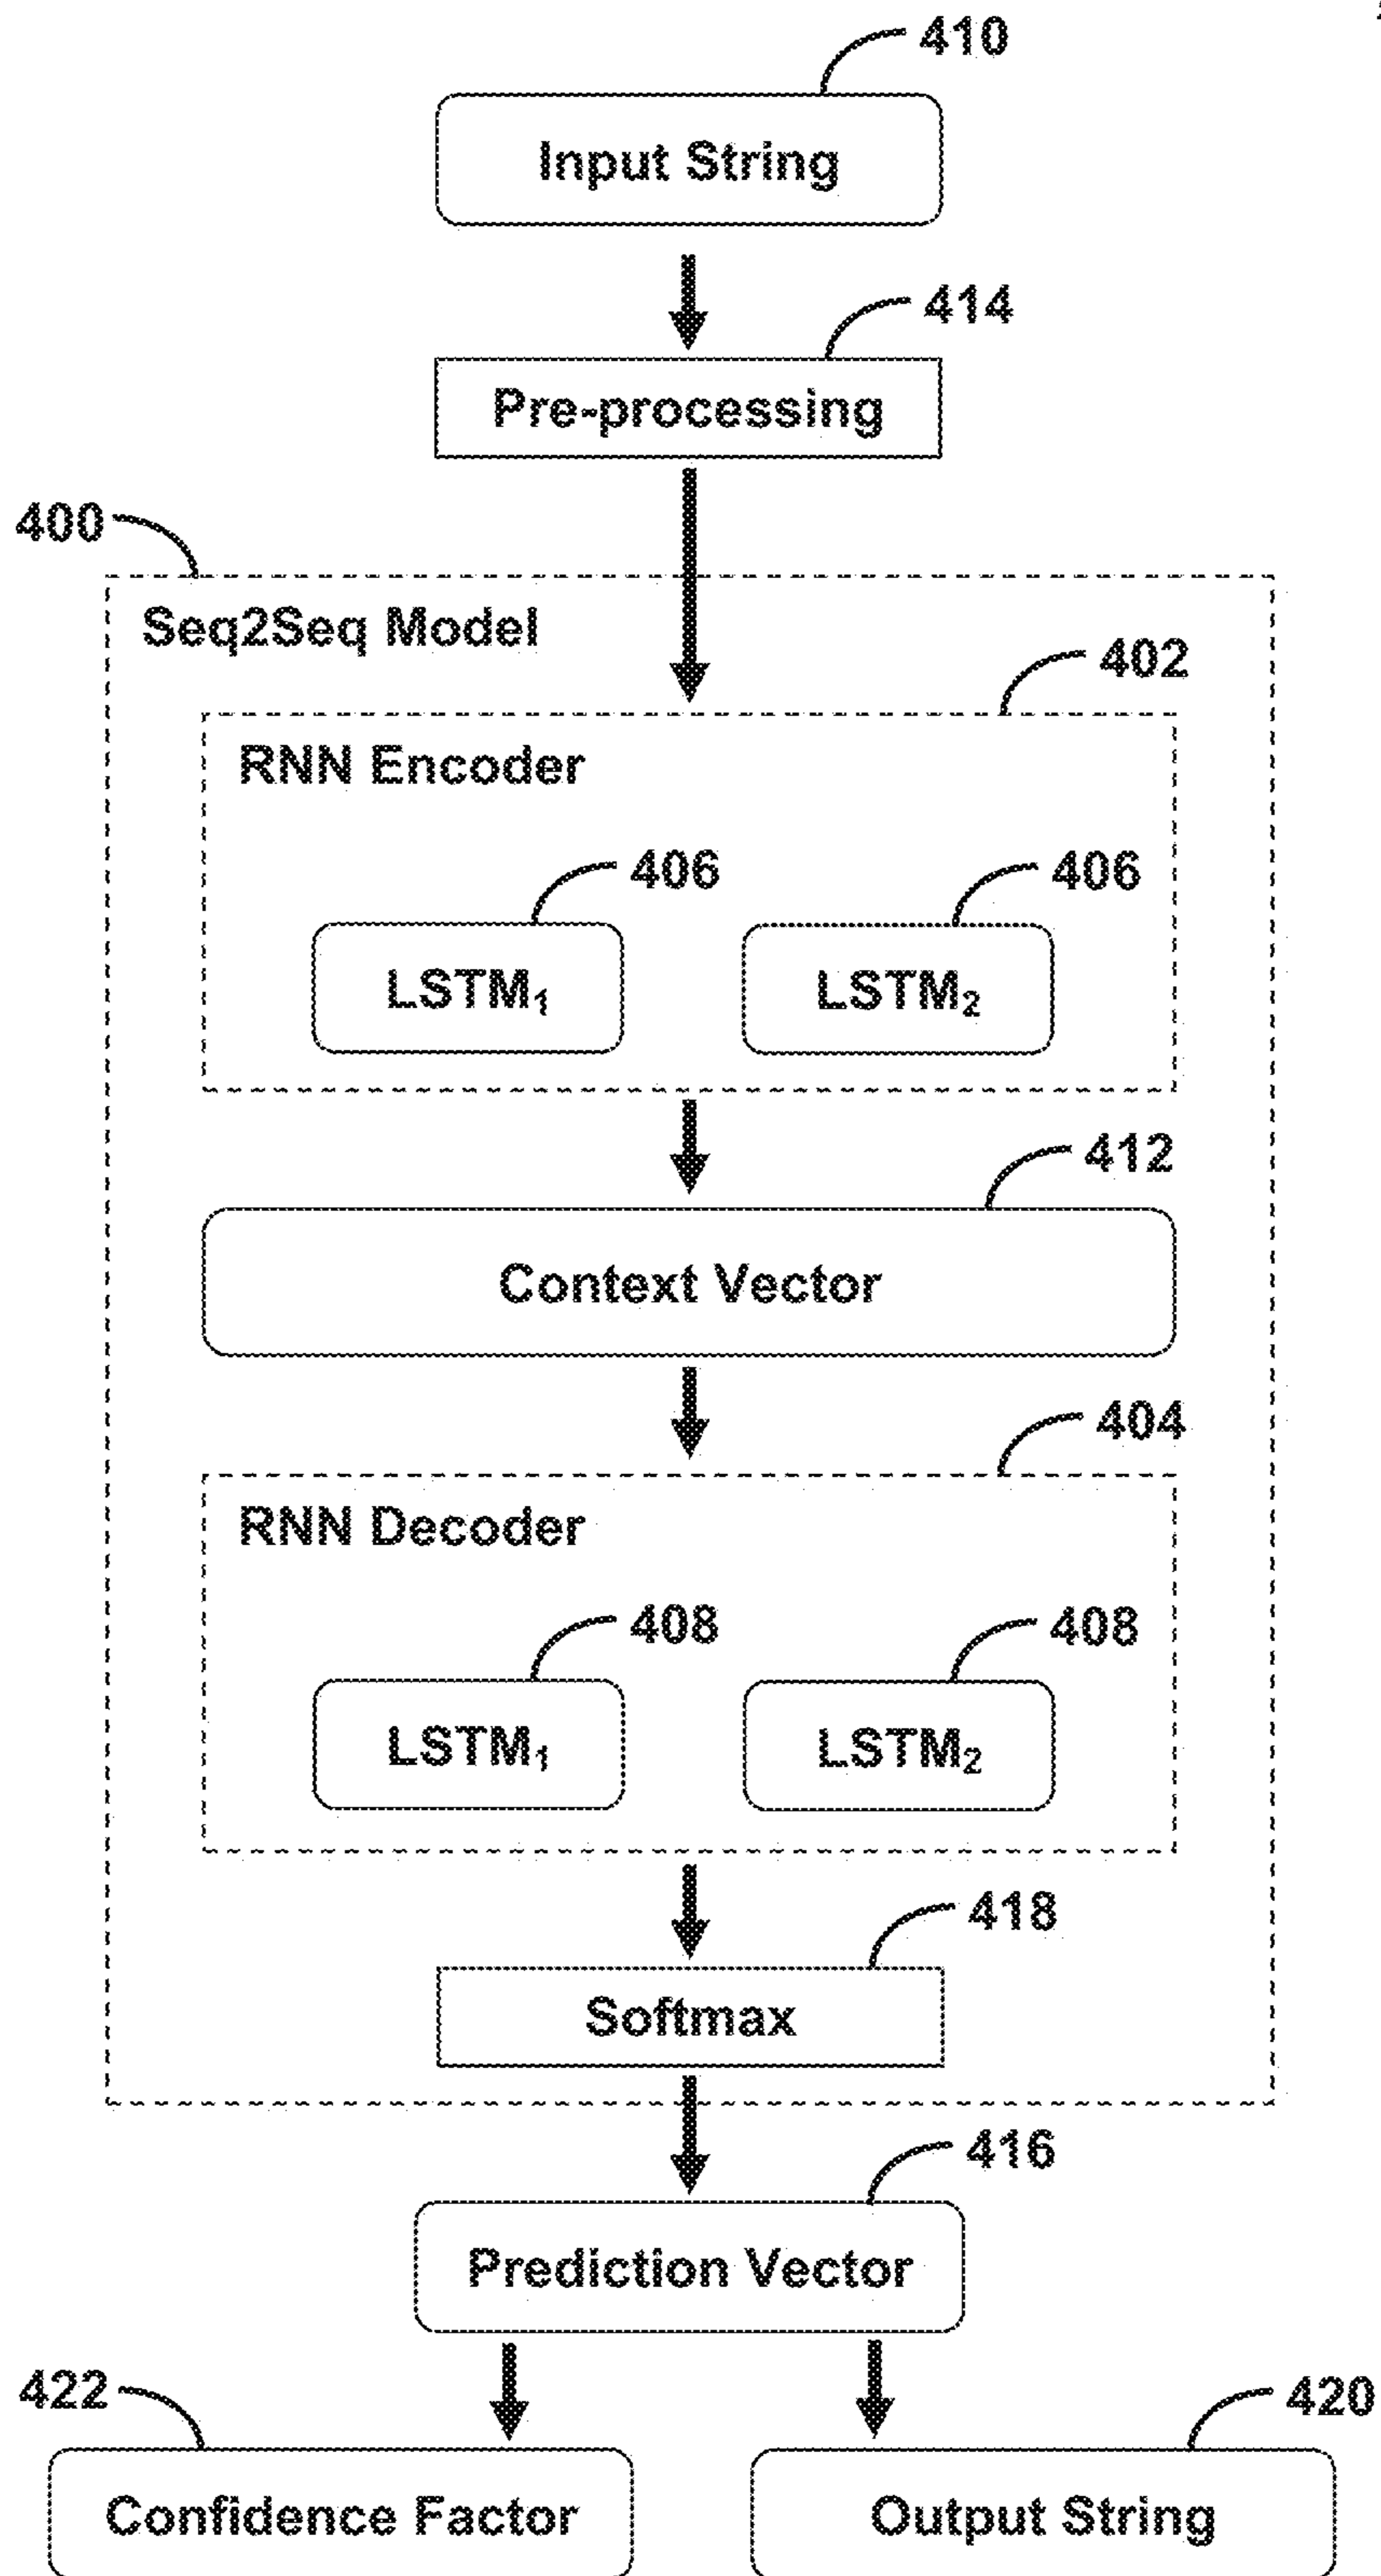 410
Input String
414
Pre-processing
400
Seq2Seq Model
402
RNN Encoder
406 406
LSTM₁ LSTM₂
412
Context Vector
404
RNN Decoder
408 408
LSTM₁ LSTM₂
418
Softmax
416
Prediction Vector
422 420
Confidence Factor Output String